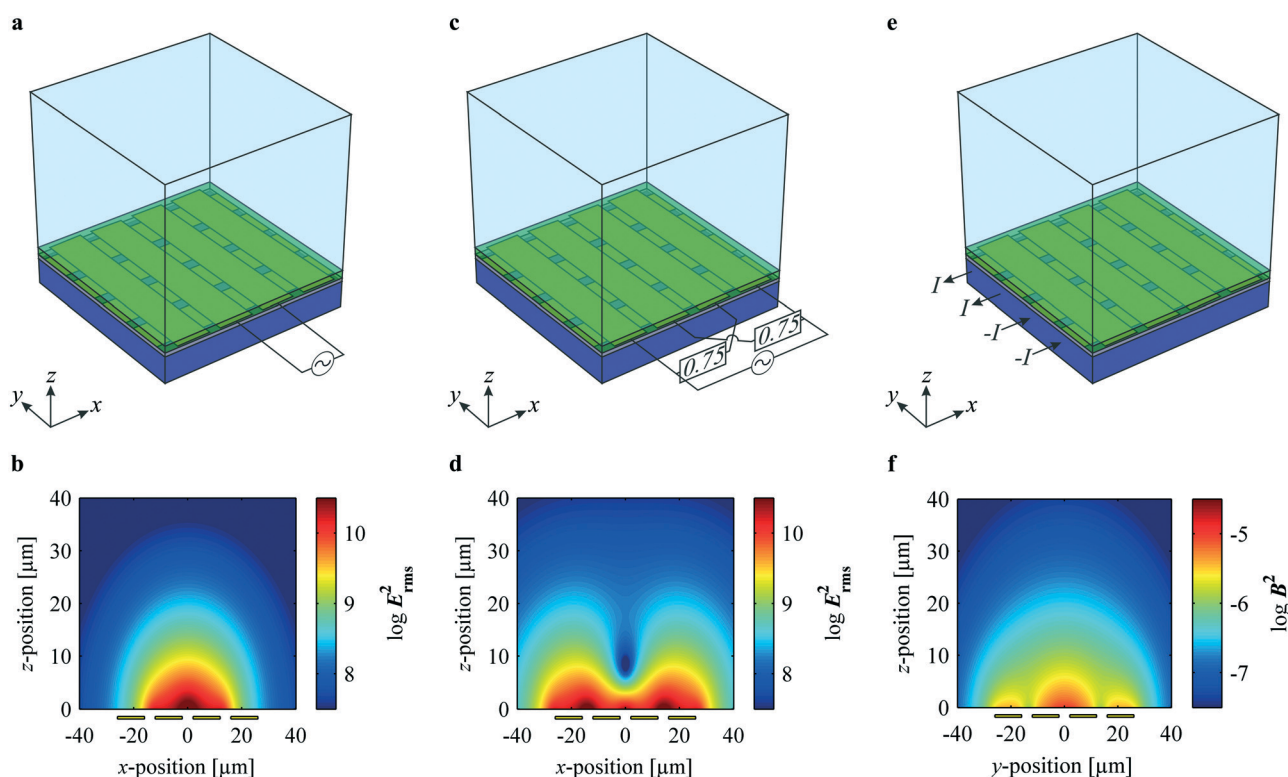 a
c
e
0.75
0.75
I
I
-I
-I
z
y
x
z
y
x
z
y
x
b
d
f
40
30
20
10
0
z-position [µm]
-40 -20 0 20 40
x-position [µm]
10
9
8
log E²rms
40
30
20
10
0
z-position [µm]
-40 -20 0 20 40
x-position [µm]
10
9
8
log E²rms
40
30
20
10
0
z-position [µm]
-40 -20 0 20 40
y-position [µm]
-5
-6
-7
log B²